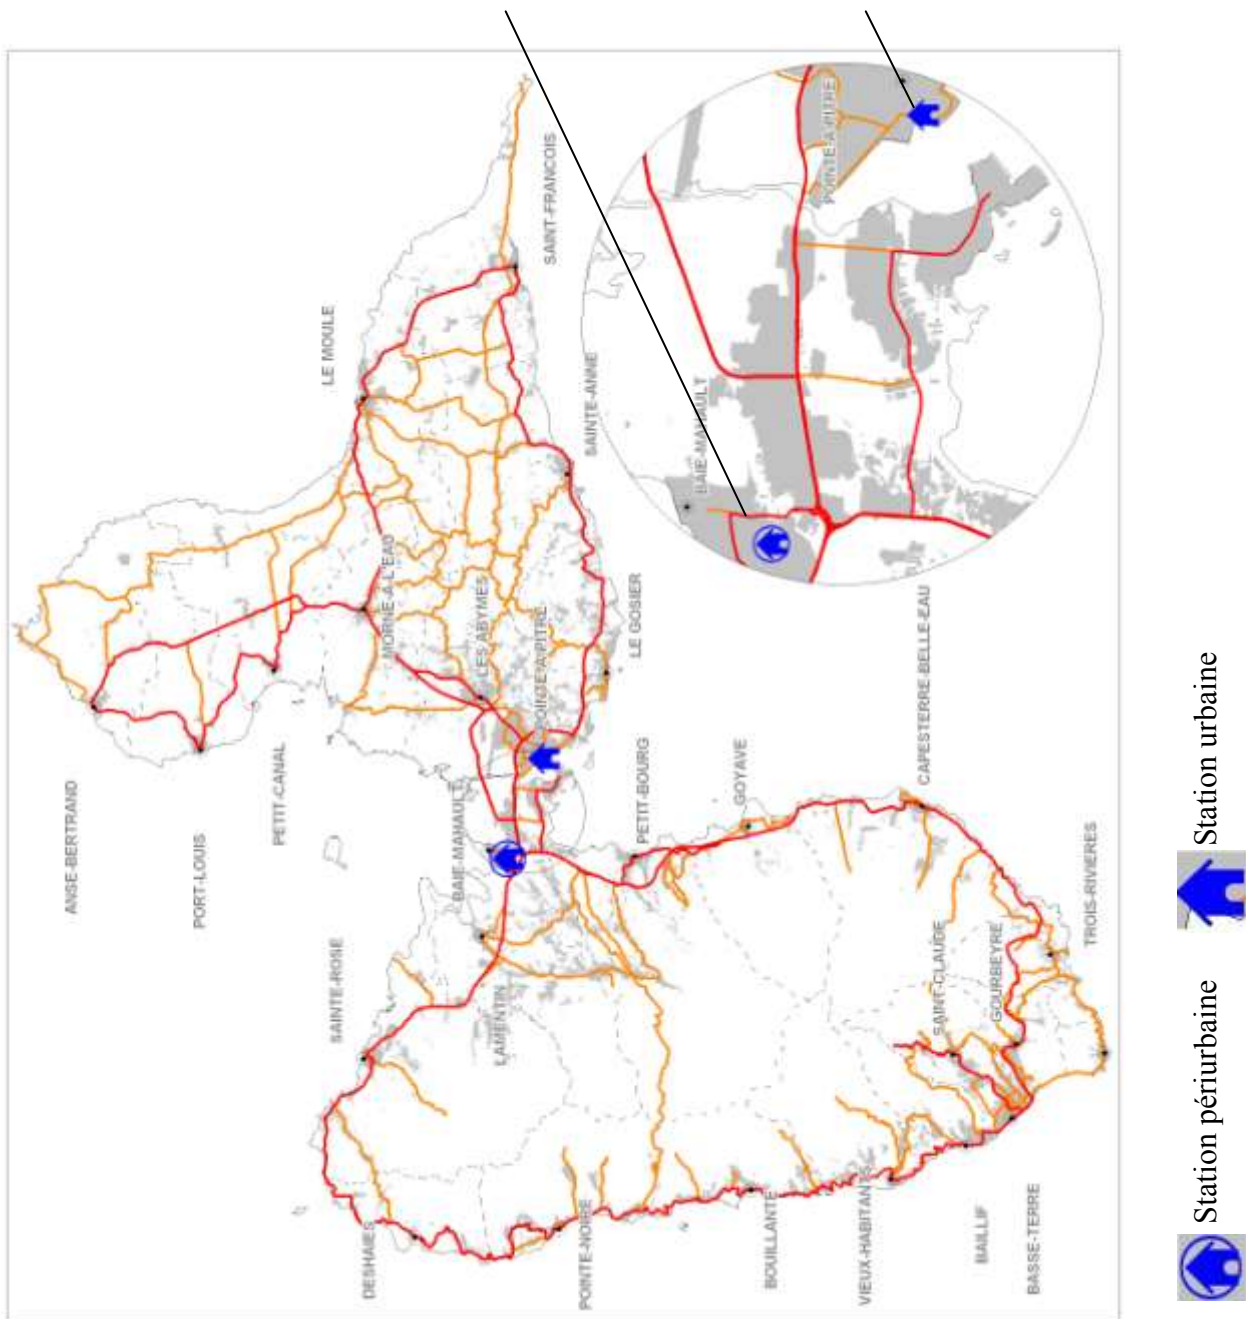 ANSE-BERTRAND
PORT-LOUIS
PETIT-CANAL
LE MOULE
SAINT-FRANCOIS
MORNE-A-L'EAU
SAINTE-ANNE
LES ABYMES
POINTE-A-PITRE
LE GOSIER
BAIE-MAHAULT
POINTE-A-PITRE
BAIE-MAHAULT
SAINTE-ROSE
LAMENTIN
PETIT-BOURG
GOYAVE
CAPESTERRE-BELLE-EAU
DESHAIES
POINTE-NOIRE
BOUILLANTE
VIEUX-HABITANTS
SAINT-CLAUDE
GOURBEYRE
TROIS-RIVIERES
BAILLIF
BASSE-TERRE
Station périurbaine
Station urbaine